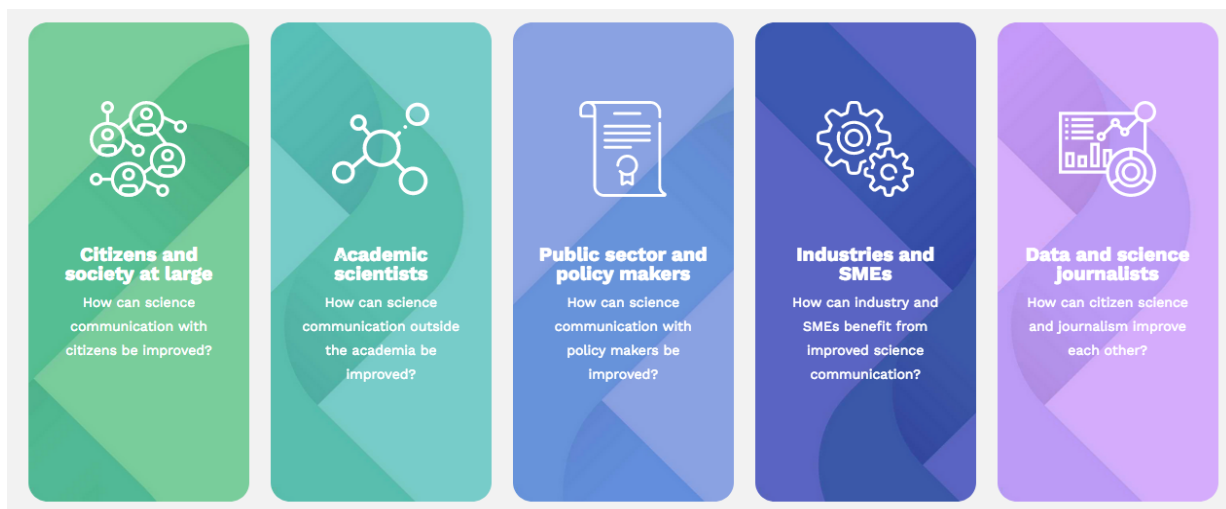 Citizens and
society at large
How can science
communication with
citizens be improved?
Academic
scientists
How can science
communication outside
the academia be
improved?
Public sector and
policy makers
How can science
communication with
policy makers be
improved?
Industries and
SMEs
How can industry and
SMEs benefit from
improved science
communication?
Data and science
journalists
How can citizen science
and journalism improve
each other?